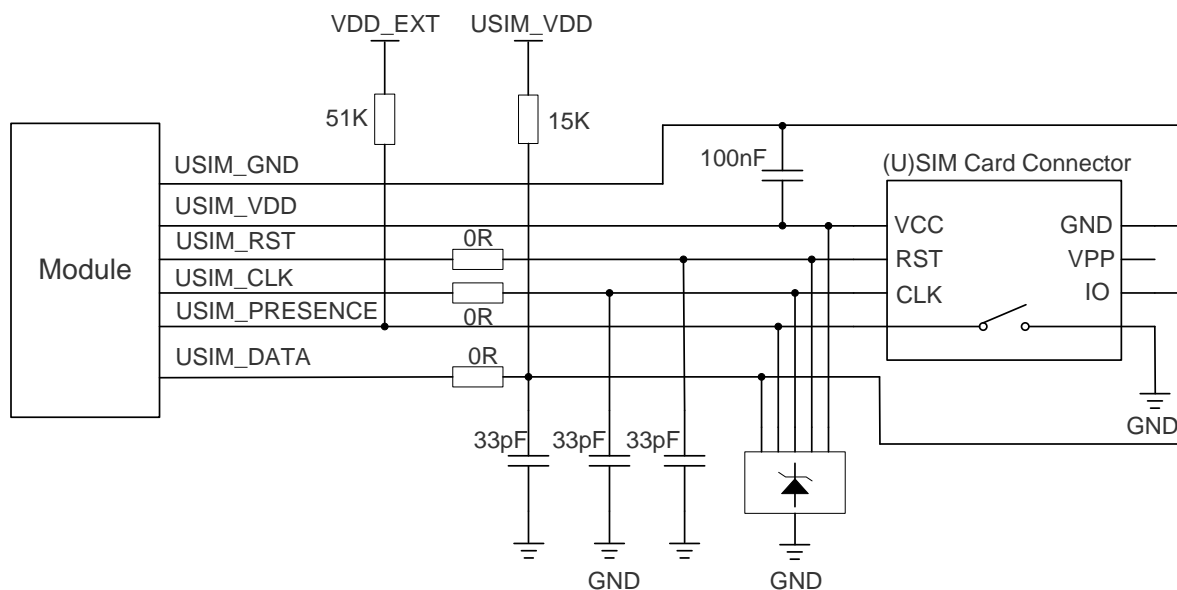 VDD_EXT
USIM_VDD
51K
15K
Module
USIM_GND
USIM_VDD
USIM_RST
USIM_CLK
USIM_PRESENCE
USIM_DATA
0R
0R
0R
100nF
(U)SIM Card Connector
VCC
RST
CLK
GND
VPP
IO
GND
33pF
33pF
33pF
GND
GND